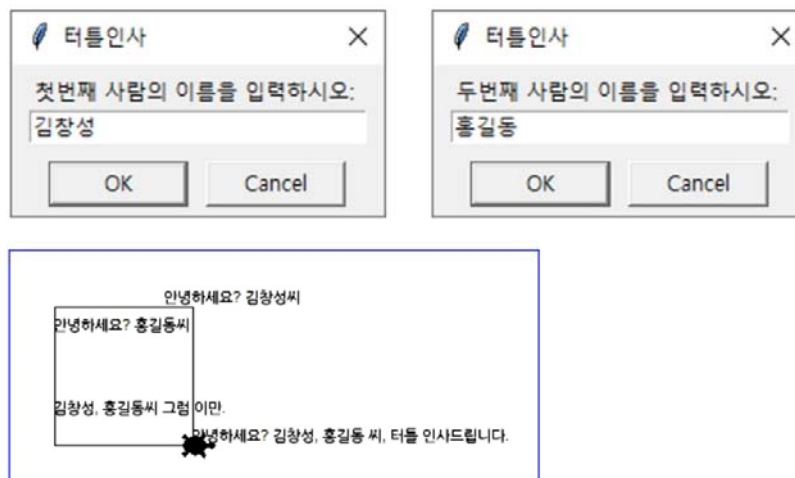 터틀인사
첫번째 사람의 이름을 입력하시오:
김창성
OK Cancel
터틀인사
두번째 사람의 이름을 입력하시오:
홍길동
OK Cancel
안녕하세요? 김창성씨
안녕하세요? 홍길동씨
김창성, 홍길동씨 그럼 이만.
안녕하세요? 김창성, 홍길동 씨, 터틀 인사드립니다.